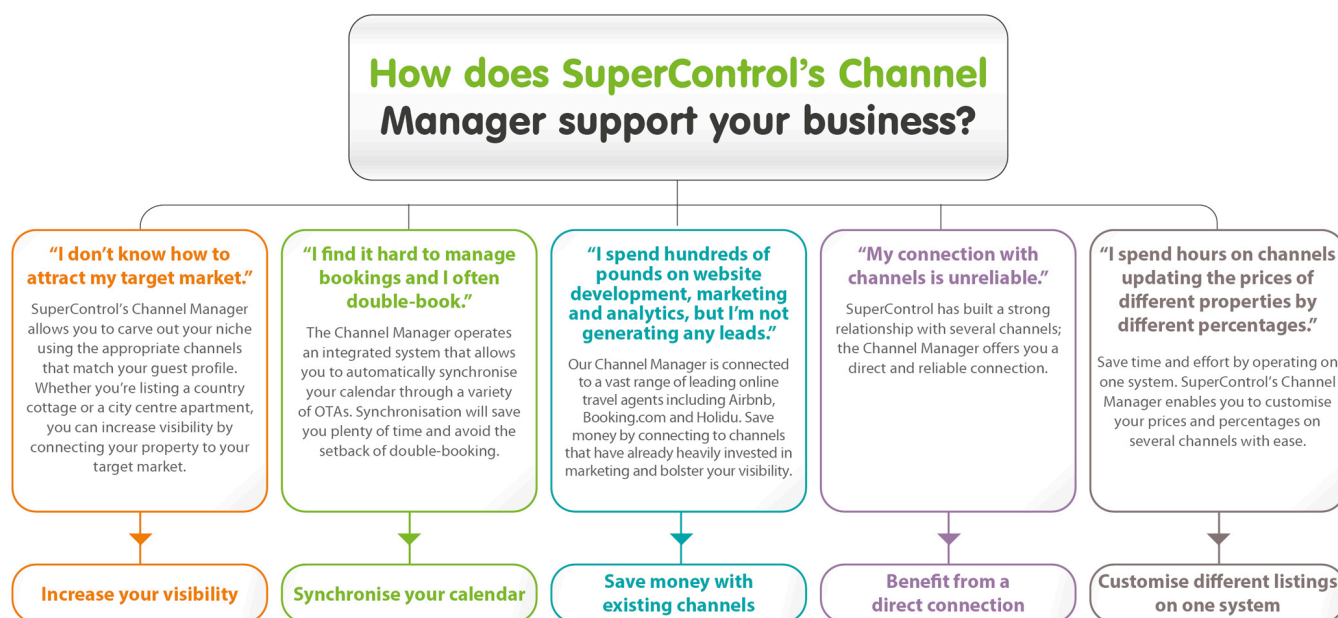 How does SuperControl's Channel
Manager support your business?
“I don’t know how to
attract my target market.”
SuperControl’s Channel Manager
allows you to carve out your niche
using the appropriate channels
that match your guest profile.
Whether you’re listing a country
cottage or a city centre apartment,
you can increase visibility by
connecting your property to your
target market.
Increase your visibility
“I find it hard to manage
bookings and I often
double-book.”
The Channel Manager operates
an integrated system that allows
you to automatically synchronise
your calendar through a variety
of OTAs. Synchronisation will save
you plenty of time and avoid the
setback of double-booking.
Synchronise your calendar
“I spend hundreds of
pounds on website
development, marketing
and analytics, but I’m not
generating any leads.”
Our Channel Manager is connected
to a vast range of leading online
travel agents including Airbnb,
Booking.com and Holidu. Save
money by connecting to channels
that have already heavily invested in
marketing and bolster your visibility.
Save money with
existing channels
“My connection with
channels is unreliable.”
SuperControl has built a strong
relationship with several channels;
the Channel Manager offers you a
direct and reliable connection.
Benefit from a
direct connection
“I spend hours on channels
updating the prices of
different properties by
different percentages.”
Save time and effort by operating on
one system. SuperControl’s Channel
Manager enables you to customise
your prices and percentages on
several channels with ease.
Customise different listings
on one system